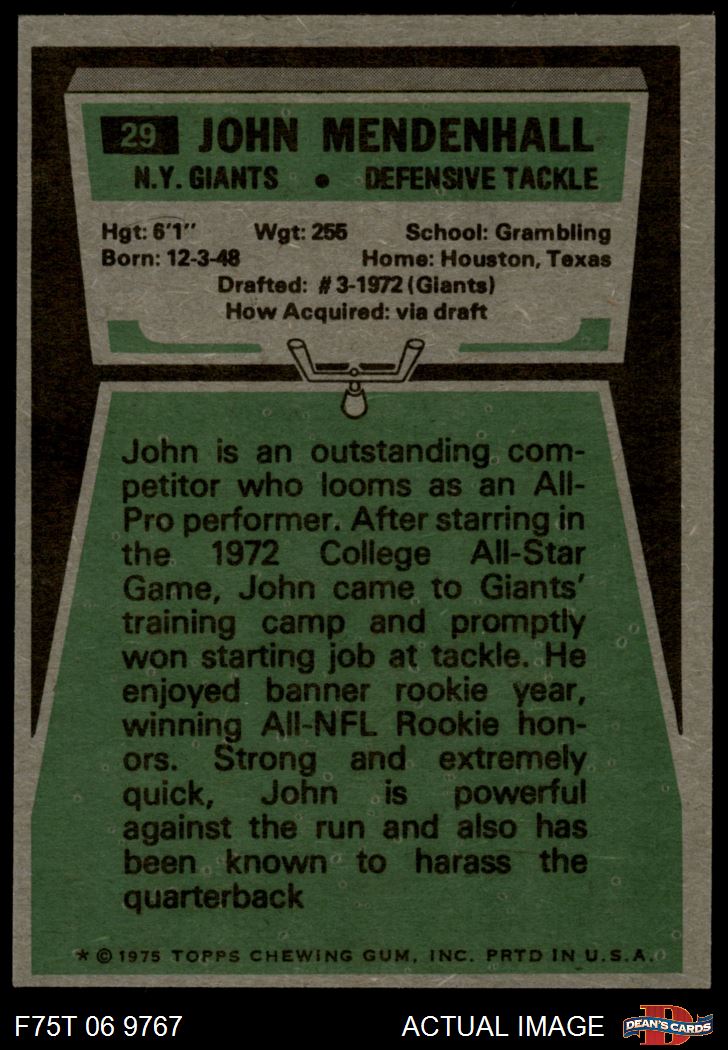 29 JOHN MENDENHALL
N.Y. GIANTS • DEFENSIVE TACKLE
Hgt: 6'1" Wgt: 255 School: Grambling
Born: 12-3-48 Home: Houston, Texas
Drafted: #3-1972 (Giants)
How Acquired: via draft
John is an outstanding com-
petitor who looms as an All-
Pro performer. After starring in
the 1972 College All-Star
Game, John came to Giants'
training camp and promptly
won starting job at tackle. He
enjoyed banner rookie year,
winning All-NFL Rookie hon-
ors. Strong and extremely
quick, John is powerful
against the run and also has
been known to harass the
quarterback
* © 1975 TOPPS CHEWING GUM, INC. PRTD IN U.S.A.
F75T 06 9767 ACTUAL IMAGE D DEAN'S CARDS